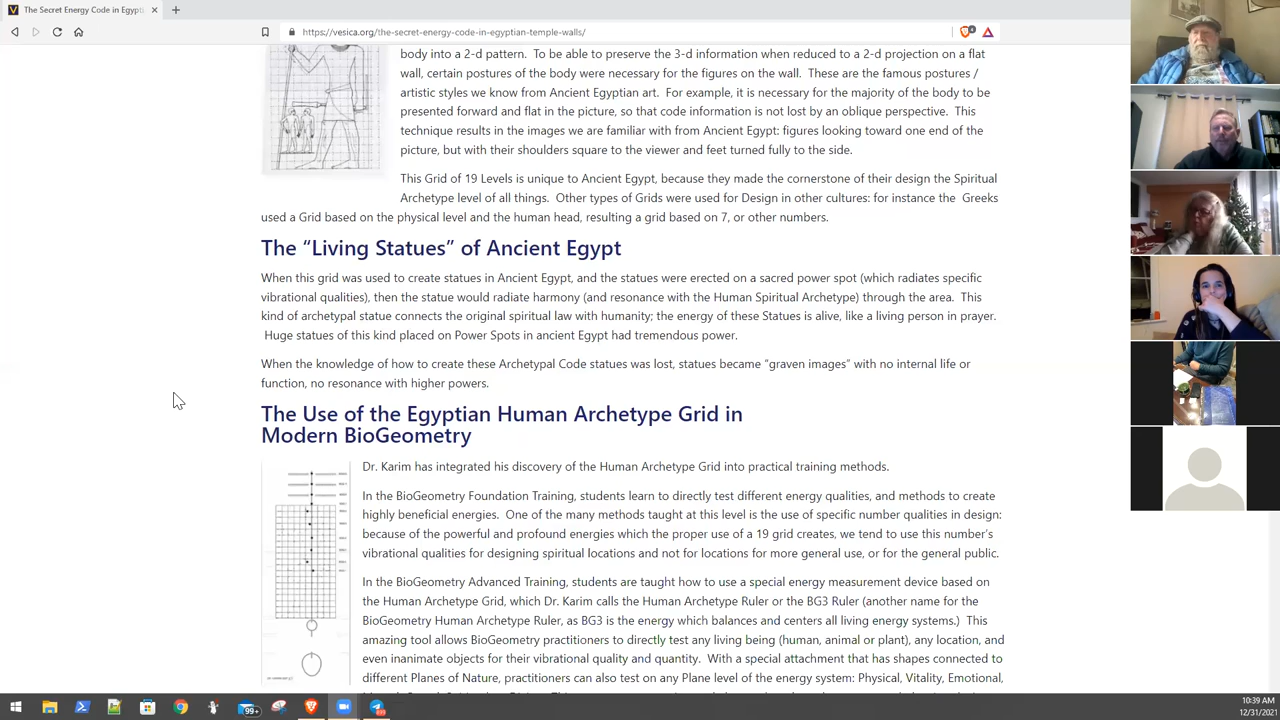 The Secret Energy Code in Egypti
https://vesica.org/the-secret-energy-code-in-egyptian-temple-walls/
body into a 2-d pattern. To be able to preserve the 3-d information when reduced to a 2-d projection on a flat
wall, certain postures of the body were necessary for the figures on the wall. These are the famous postures /
artistic styles we know from Ancient Egyptian art. For example, it is necessary for the majority of the body to be
presented forward and flat in the picture, so that code information is not lost by an oblique perspective. This
technique results in the images we are familiar with from Ancient Egypt: figures looking toward one end of the
picture, but with their shoulders square to the viewer and feet turned fully to the side.
This Grid of 19 Levels is unique to Ancient Egypt, because they made the cornerstone of their design the Spiritual
Archetype level of all things. Other types of Grids were used for Design in other cultures: for instance the Greeks
used a Grid based on the physical level and the human head, resulting a grid based on 7, or other numbers.
The “Living Statues” of Ancient Egypt
When this grid was used to create statues in Ancient Egypt, and the statues were erected on a sacred power spot (which radiates specific
vibrational qualities), then the statue would radiate harmony (and resonance with the Human Spiritual Archetype) through the area. This
kind of archetypal statue connects the original spiritual law with humanity; the energy of these Statues is alive, like a living person in prayer.
Huge statues of this kind placed on Power Spots in ancient Egypt had tremendous power.
When the knowledge of how to create these Archetypal Code statues was lost, statues became “graven images” with no internal life or
function, no resonance with higher powers.
The Use of the Egyptian Human Archetype Grid in
Modern BioGeometry
Dr. Karim has integrated his discovery of the Human Archetype Grid into practical training methods.
In the BioGeometry Foundation Training, students learn to directly test different energy qualities, and methods to create
highly beneficial energies. One of the many methods taught at this level is the use of specific number qualities in design:
because of the powerful and profound energies which the proper use of a 19 grid creates, we tend to use this number's
vibrational qualities for designing spiritual locations and not for locations for more general use, or for the general public.
In the BioGeometry Advanced Training, students are taught how to use a special energy measurement device based on
the Human Archetype Grid, which Dr. Karim calls the Human Archetype Ruler or the BG3 Ruler (another name for the
BioGeometry Human Archetype Ruler, as BG3 is the energy which balances and centers all living energy systems.) This
amazing tool allows BioGeometry practitioners to directly test any living being (human, animal or plant), any location, and
even inanimate objects for their vibrational quality and quantity. With a special attachment that has shapes connected to
different Planes of Nature, practitioners can also test on any Plane level of the energy system: Physical, Vitality, Emotional,
99+
10:39 AM
12/31/2021